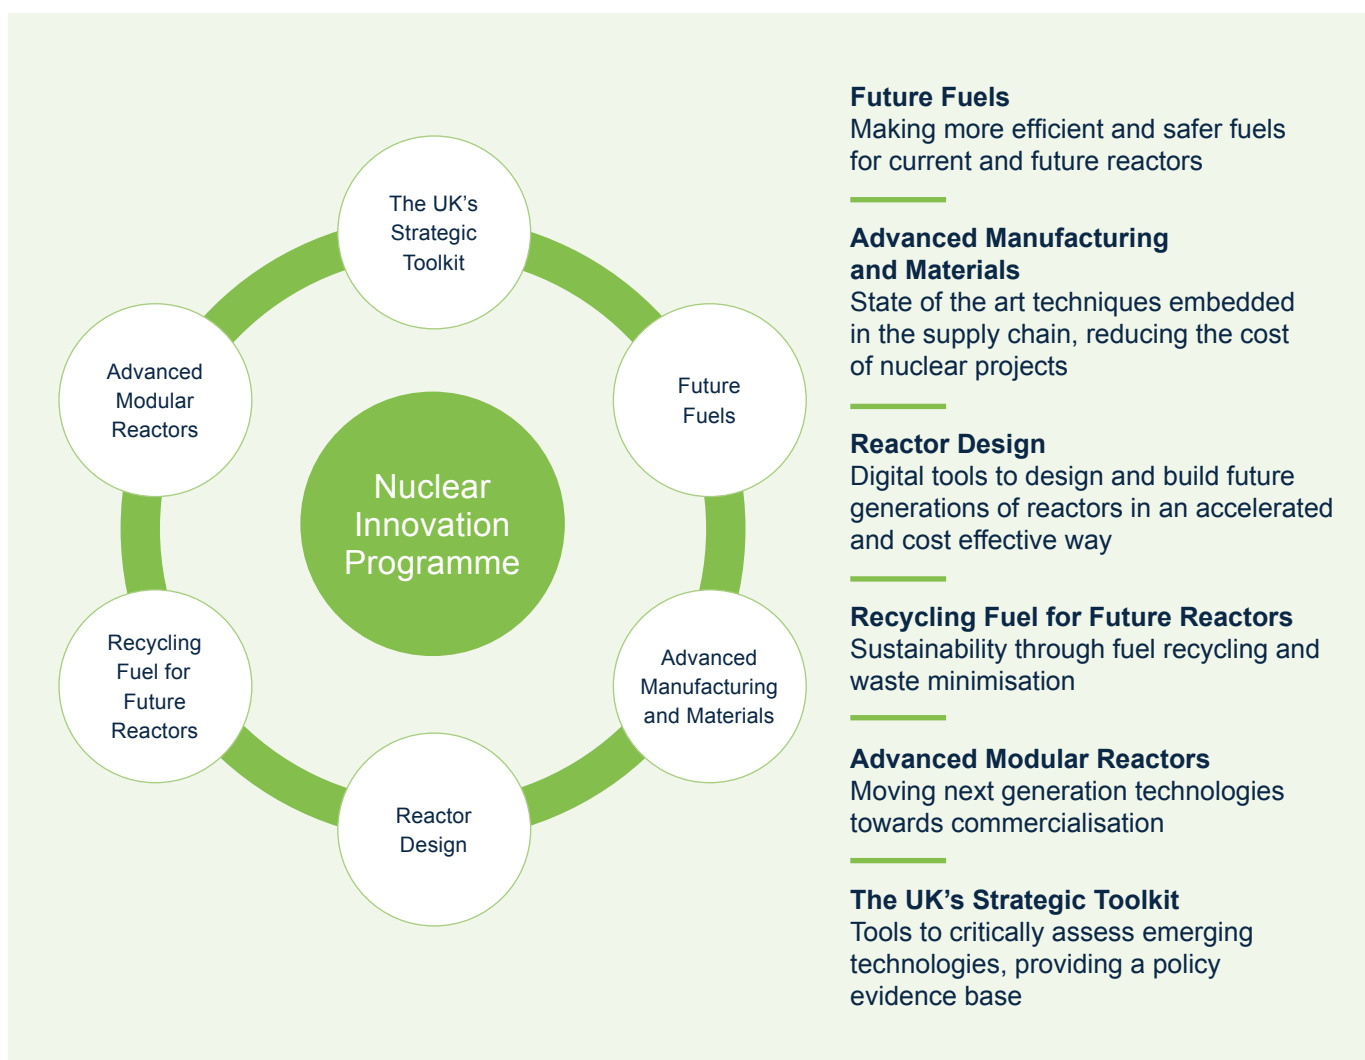 The UK’s
Strategic
Toolkit
Future
Fuels
Advanced
Manufacturing
and Materials
Reactor
Design
Recycling
Fuel for
Future
Reactors
Advanced
Modular
Reactors
Nuclear
Innovation
Programme
Future Fuels
Making more efficient and safer fuels
for current and future reactors
Advanced Manufacturing
and Materials
State of the art techniques embedded
in the supply chain, reducing the cost
of nuclear projects
Reactor Design
Digital tools to design and build future
generations of reactors in an accelerated
and cost effective way
Recycling Fuel for Future Reactors
Sustainability through fuel recycling and
waste minimisation
Advanced Modular Reactors
Moving next generation technologies
towards commercialisation
The UK’s Strategic Toolkit
Tools to critically assess emerging
technologies, providing a policy
evidence base